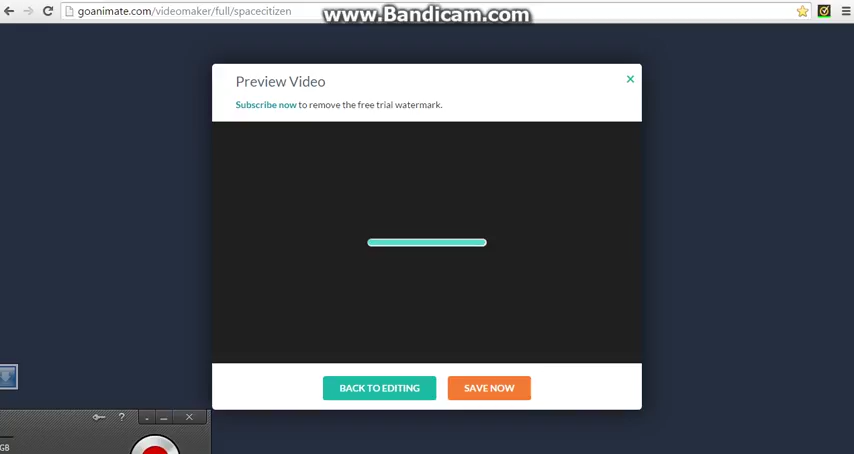 www.Bandicam.com
goanimate.com/videomaker/full/spacecitizen
Preview Video
Subscribe now to remove the free trial watermark.
BACK TO EDITING
SAVE NOW
?
GB